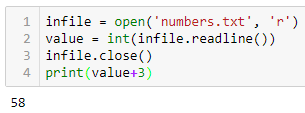 1 infile = open('numbers.txt', 'r')
2 value = int(infile.readline())
3 infile.close()
4 print(value+3)
58